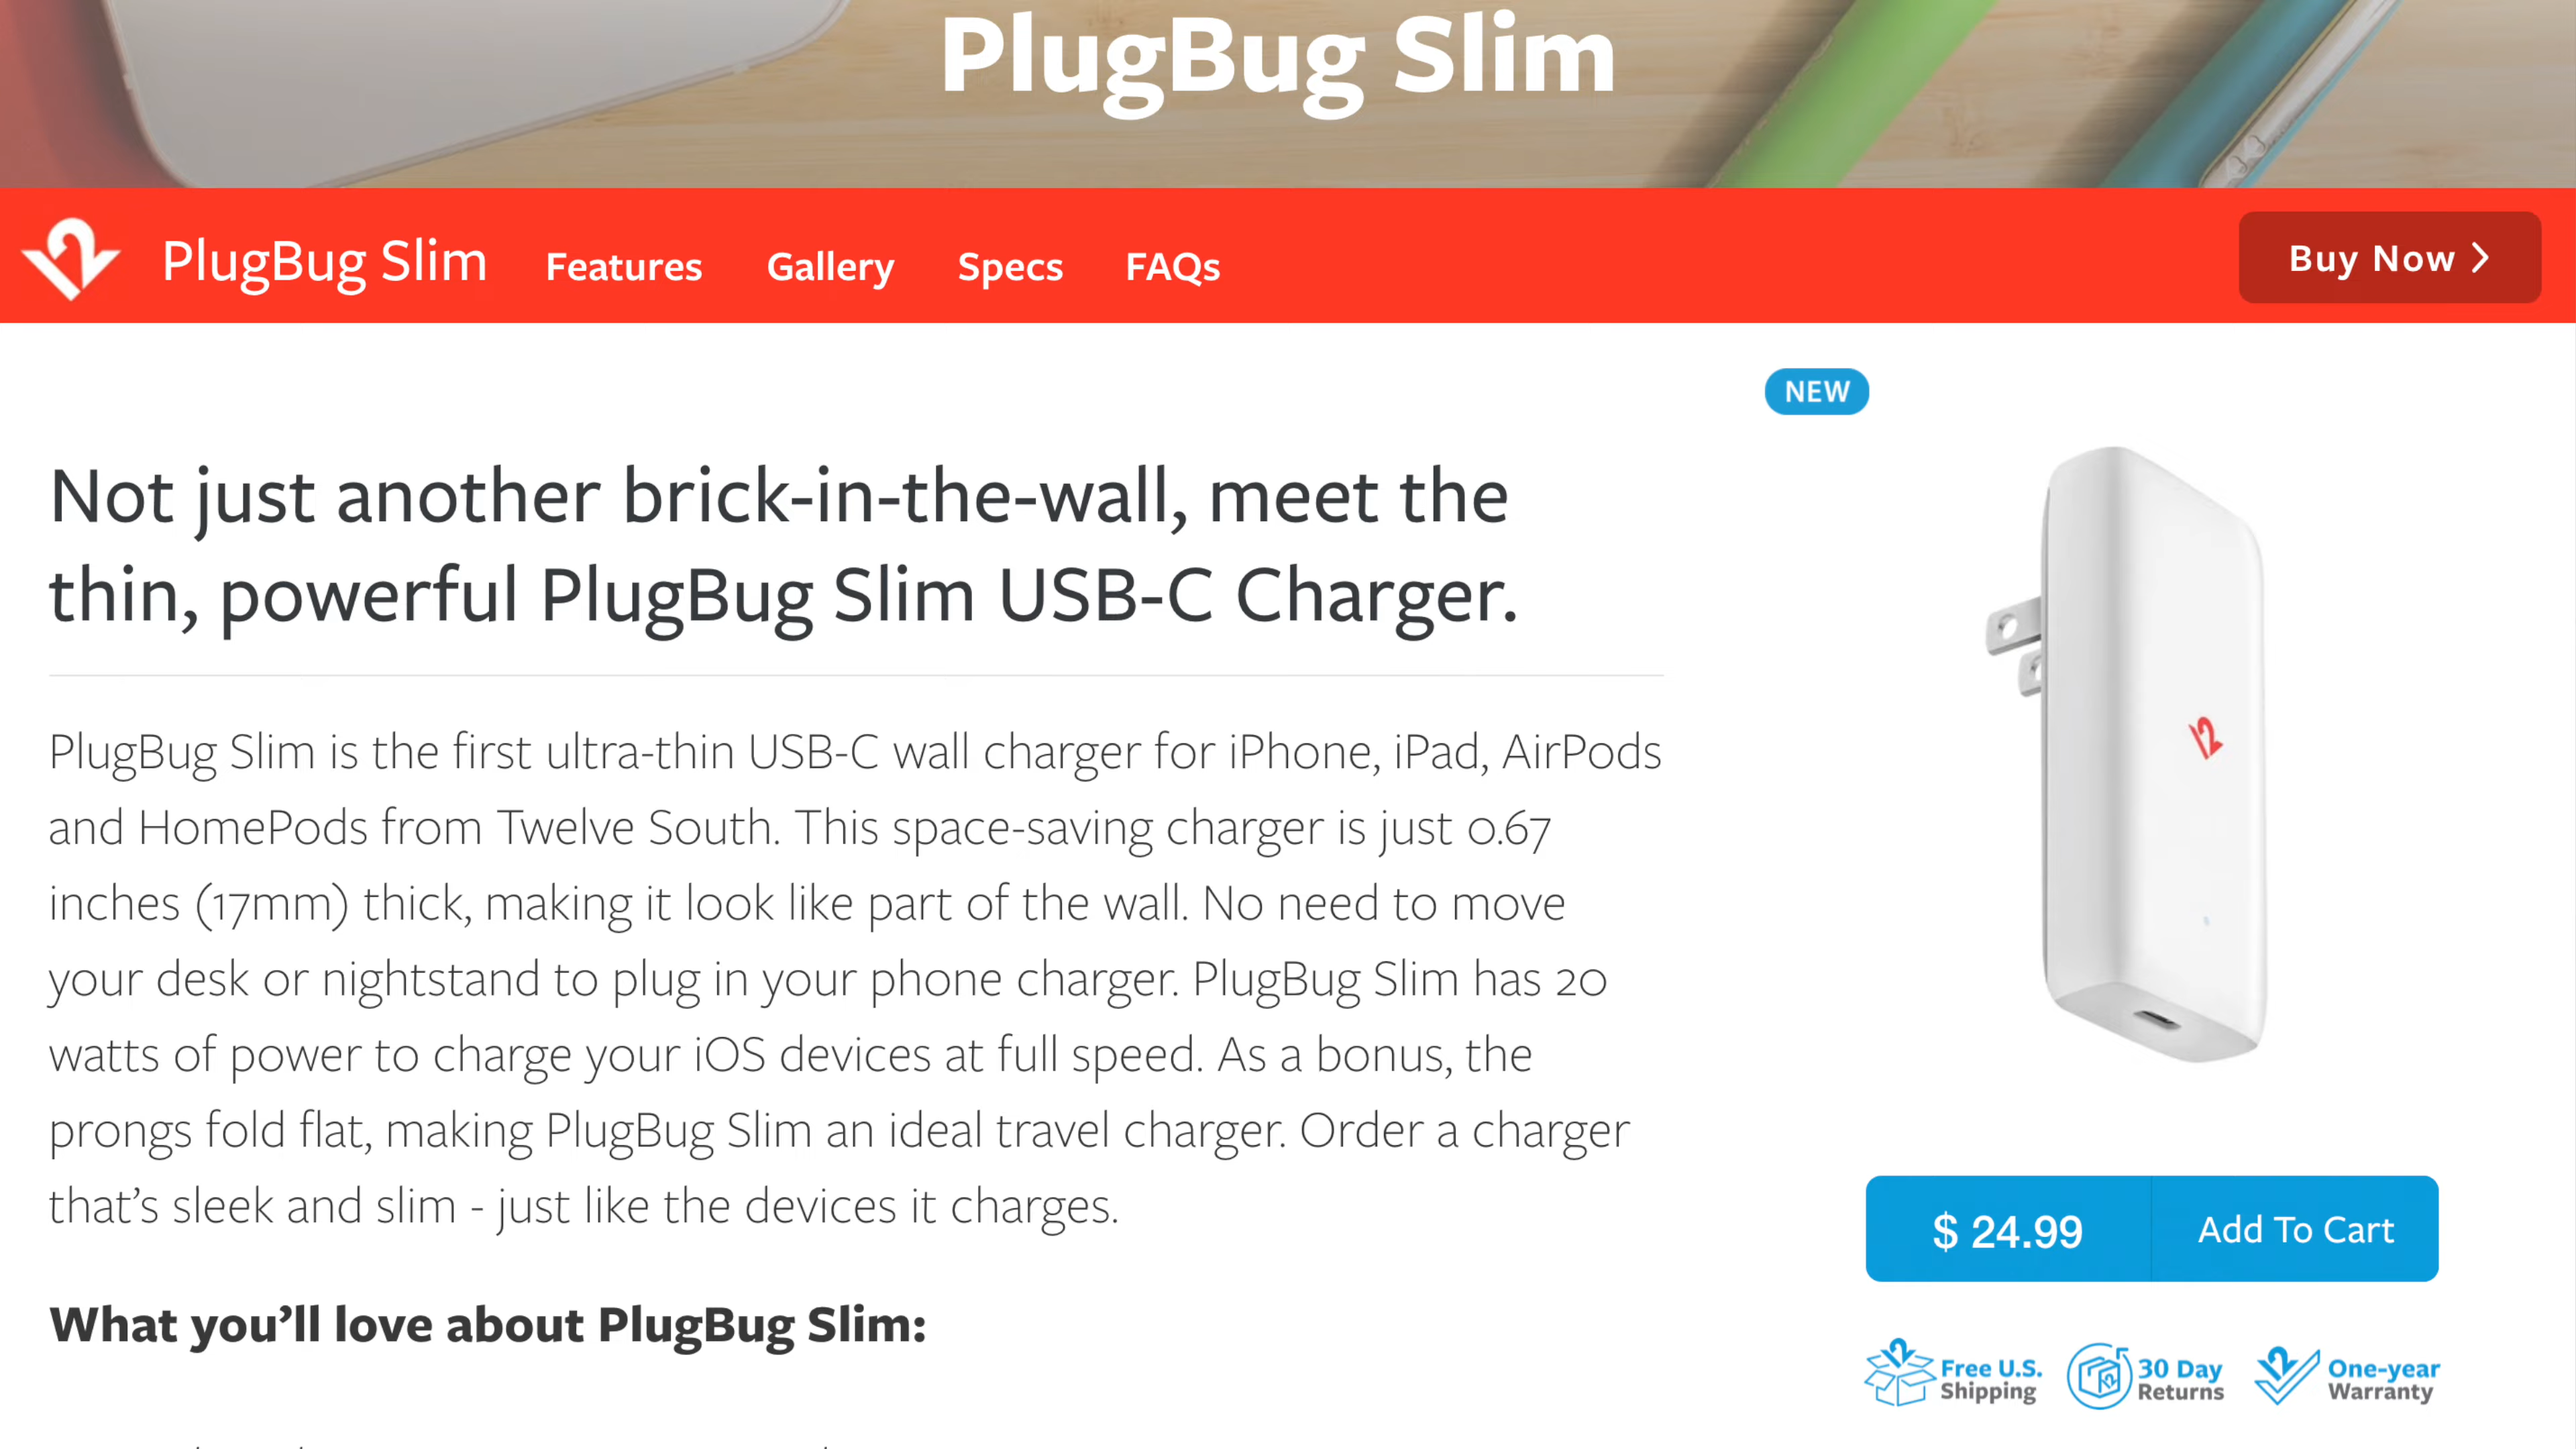 PlugBug Slim
PlugBug Slim Features Gallery Specs FAQs Buy Now
NEW
Not just another brick-in-the-wall, meet the
thin, powerful PlugBug Slim USB-C Charger.
PlugBug Slim is the first ultra-thin USB-C wall charger for iPhone, iPad, AirPods
and HomePods from Twelve South. This space-saving charger is just 0.67
inches (17mm) thick, making it look like part of the wall. No need to move
your desk or nightstand to plug in your phone charger. PlugBug Slim has 20
watts of power to charge your iOS devices at full speed. As a bonus, the
prongs fold flat, making PlugBug Slim an ideal travel charger. Order a charger
that’s sleek and slim - just like the devices it charges.
What you’ll love about PlugBug Slim:
$ 24.99 Add To Cart
Free U.S.
Shipping
30 Day
Returns
One-year
Warranty